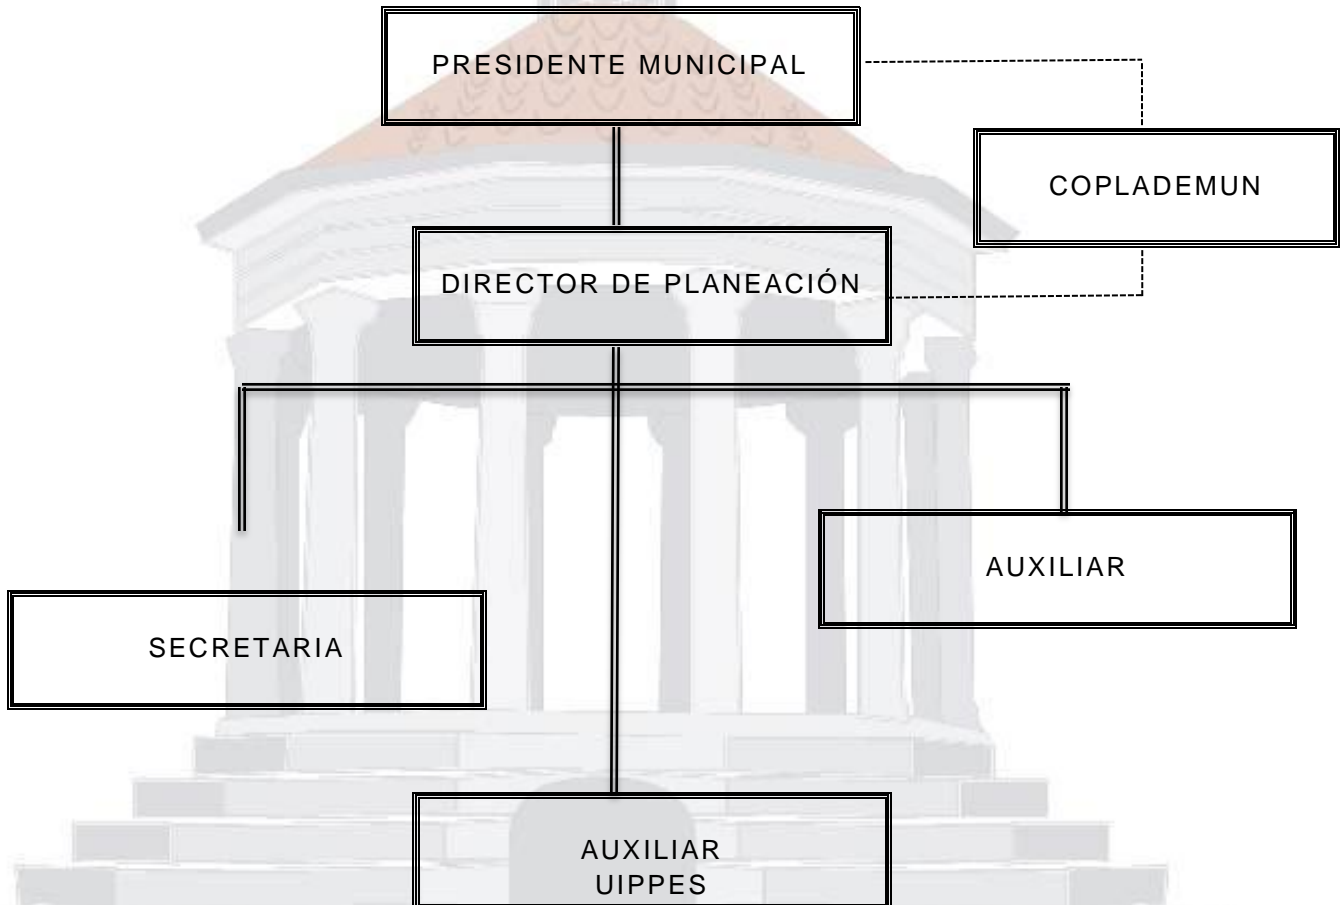 PRESIDENTE MUNICIPAL
COPLADEMUN
DIRECTOR DE PLANEACIÓN
AUXILIAR
SECRETARIA
AUXILIAR
UIPPES